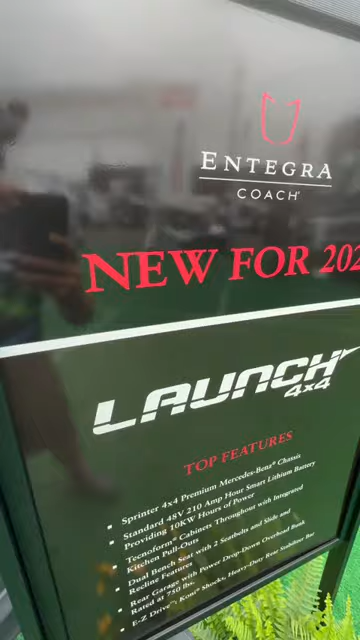 ENTEGRA
COACH
NEW FOR 202
LAUNCH
4x4
TOP FEATURES
▪ Sprinter 4x4 Premium Mercedes-Benz® Chassis
▪ Standard 48V 210 Amp Hour Smart Lithium Battery
Providing 10KW Hours of Power
▪ Tecnoform™ Cabinets Throughout with Integrated
Kitchen Pull-Outs
▪ Dual Bench Seat with 2 Seatbelts and Slide and
Recline Features
▪ Rear Garage with Power Drop-Down Overhead Bunk
Rated at 750 lbs.
▪ E-Z Drive™: Koni® Shocks, Heavy-Duty Rear Stabilizer Bar